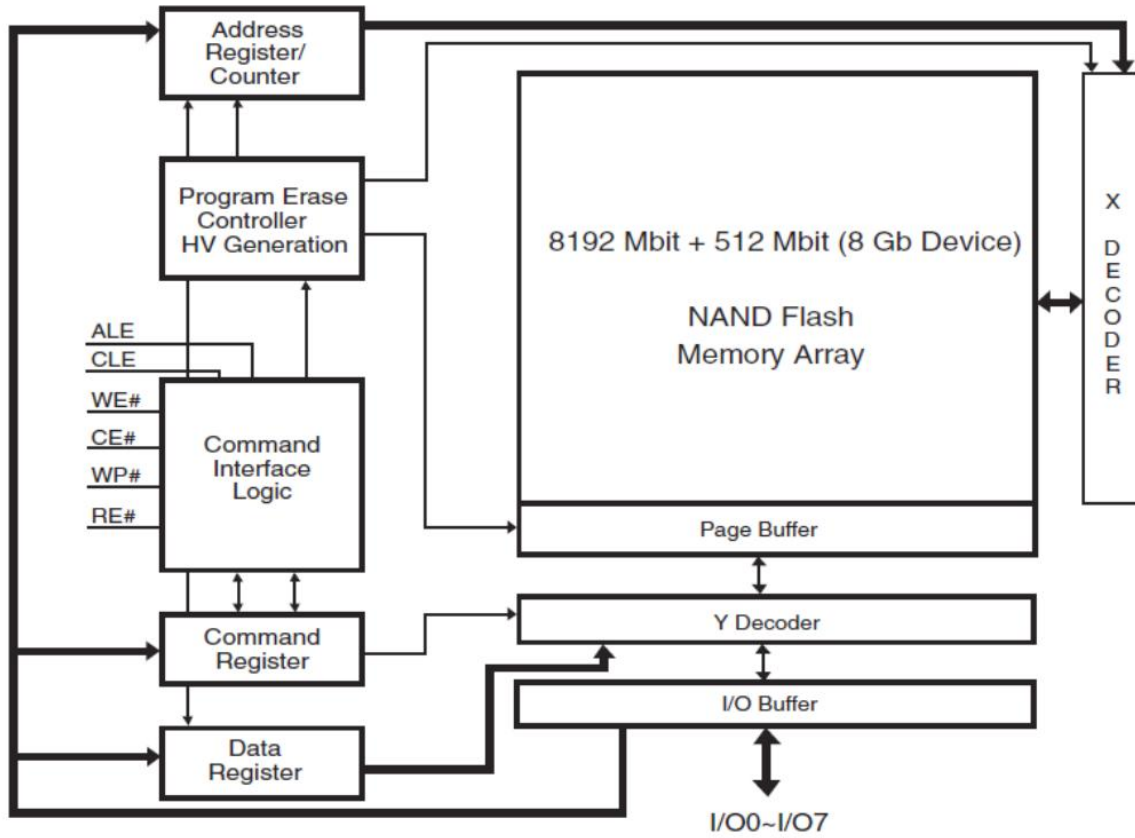 Address
Register/
Counter
Program Erase
Controller
HV Generation
ALE
CLE
WE#
CE#
WP#
RE#
Command
Interface
Logic
Command
Register
Data
Register
8192 Mbit + 512 Mbit (8 Gb Device)
NAND Flash
Memory Array
Page Buffer
Y Decoder
I/O Buffer
I/O0~I/O7
X
D
E
C
O
D
E
R